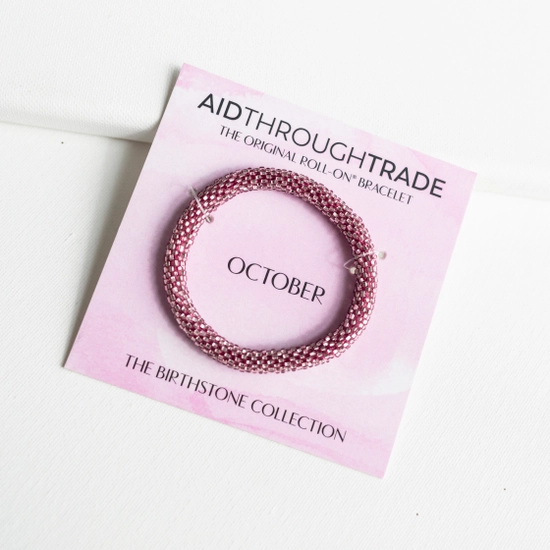 AIDTHROUGHTRADE
THE ORIGINAL ROLL-ON® BRACELET
OCTOBER
THE BIRTHSTONE COLLECTION